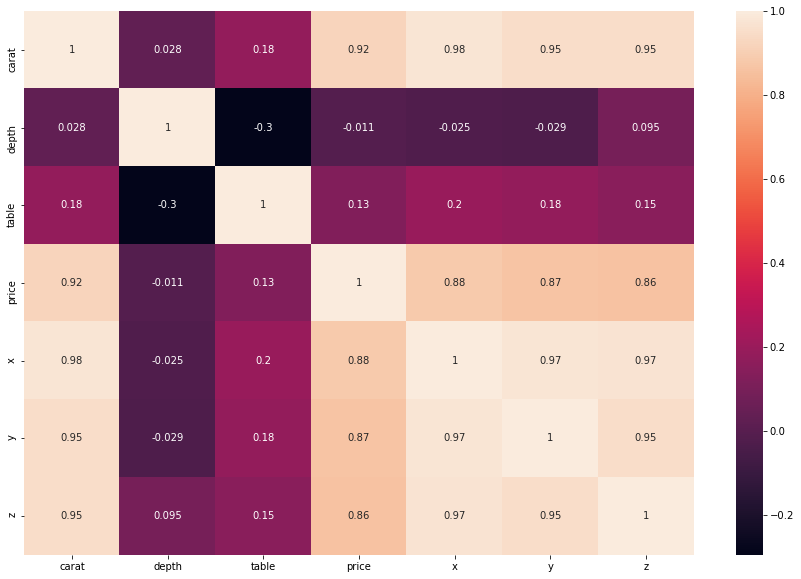 carat 1 0.028 0.18 0.92 0.98 0.95 0.95
depth 0.028 1 -0.3 -0.011 -0.025 -0.029 0.095
table 0.18 -0.3 1 0.13 0.2 0.18 0.15
price 0.92 -0.011 0.13 1 0.88 0.87 0.86
x 0.98 -0.025 0.2 0.88 1 0.97 0.97
y 0.95 -0.029 0.18 0.87 0.97 1 0.95
z 0.95 0.095 0.15 0.86 0.97 0.95 1
carat depth table price x y z
1.0
0.8
0.6
0.4
0.2
0.0
−0.2